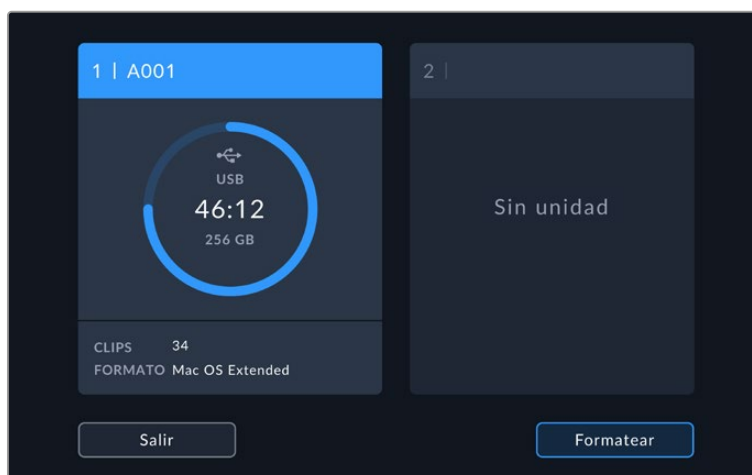 1 | A001
USB
46:12
256 GB
CLIPS 34
FORMATO Mac OS Extended
2 |
Sin unidad
Salir
Formatear